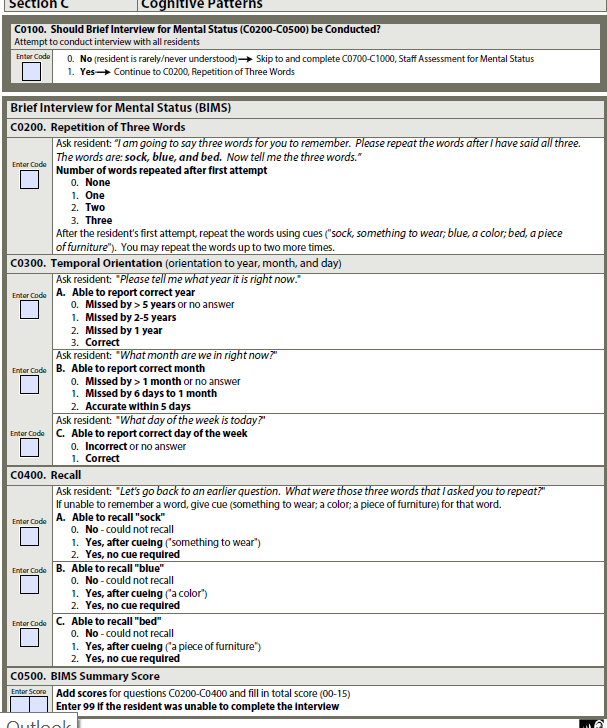 Section C
Cognitive Patterns
C0100. Should Brief Interview for Mental Status (C0200-C0500) be Conducted?
Attempt to conduct interview with all residents
Enter Code
0. No (resident is rarely/never understood) → Skip to and complete C0700-C1000, Staff Assessment for Mental Status
1. Yes → Continue to C0200, Repetition of Three Words
Brief Interview for Mental Status (BIMS)
C0200. Repetition of Three Words
Enter Code
Ask resident: "I am going to say three words for you to remember. Please repeat the words after I have said all three.
The words are: sock, blue, and bed. Now tell me the three words."
Number of words repeated after first attempt
0. None
1. One
2. Two
3. Three
After the resident's first attempt, repeat the words using cues ("sock, something to wear; blue, a color; bed, a piece
of furniture"). You may repeat the words up to two more times.
C0300. Temporal Orientation (orientation to year, month, and day)
Enter Code
Ask resident: "Please tell me what year it is right now."
A. Able to report correct year
0. Missed by > 5 years or no answer
1. Missed by 2-5 years
2. Missed by 1 year
3. Correct
Enter Code
Ask resident: "What month are we in right now?"
B. Able to report correct month
0. Missed by > 1 month or no answer
1. Missed by 6 days to 1 month
2. Accurate within 5 days
Enter Code
Ask resident: "What day of the week is today?"
C. Able to report correct day of the week
0. Incorrect or no answer
1. Correct
C0400. Recall
Enter Code
Ask resident: "Let's go back to an earlier question. What were those three words that I asked you to repeat?"
If unable to remember a word, give cue (something to wear; a color; a piece of furniture) for that word.
A. Able to recall "sock"
0. No - could not recall
1. Yes, after cueing ("something to wear")
2. Yes, no cue required
Enter Code
B. Able to recall "blue"
0. No - could not recall
1. Yes, after cueing ("a color")
2. Yes, no cue required
Enter Code
C. Able to recall "bed"
0. No - could not recall
1. Yes, after cueing ("a piece of furniture")
2. Yes, no cue required
C0500. BIMS Summary Score
Enter Score
Add scores for questions C0200-C0400 and fill in total score (00-15)
Enter 99 if the resident was unable to complete the interview
Outlook